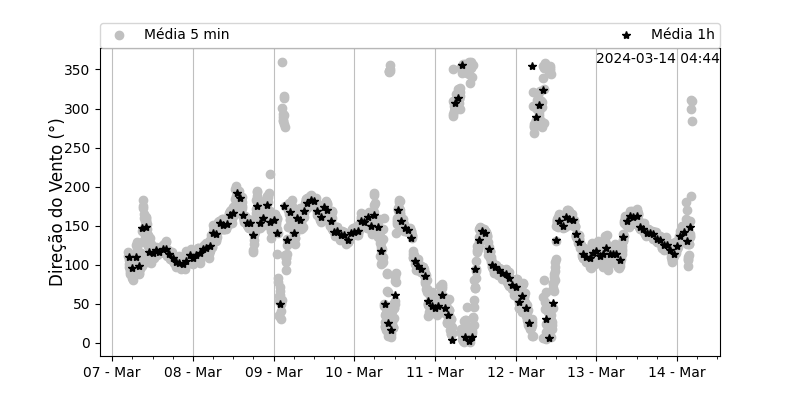 Média 5 min
Média 1h
2024-03-14 04:44
Direção do Vento (°)
350
300
250
200
150
100
50
0
07 - Mar
08 - Mar
09 - Mar
10 - Mar
11 - Mar
12 - Mar
13 - Mar
14 - Mar